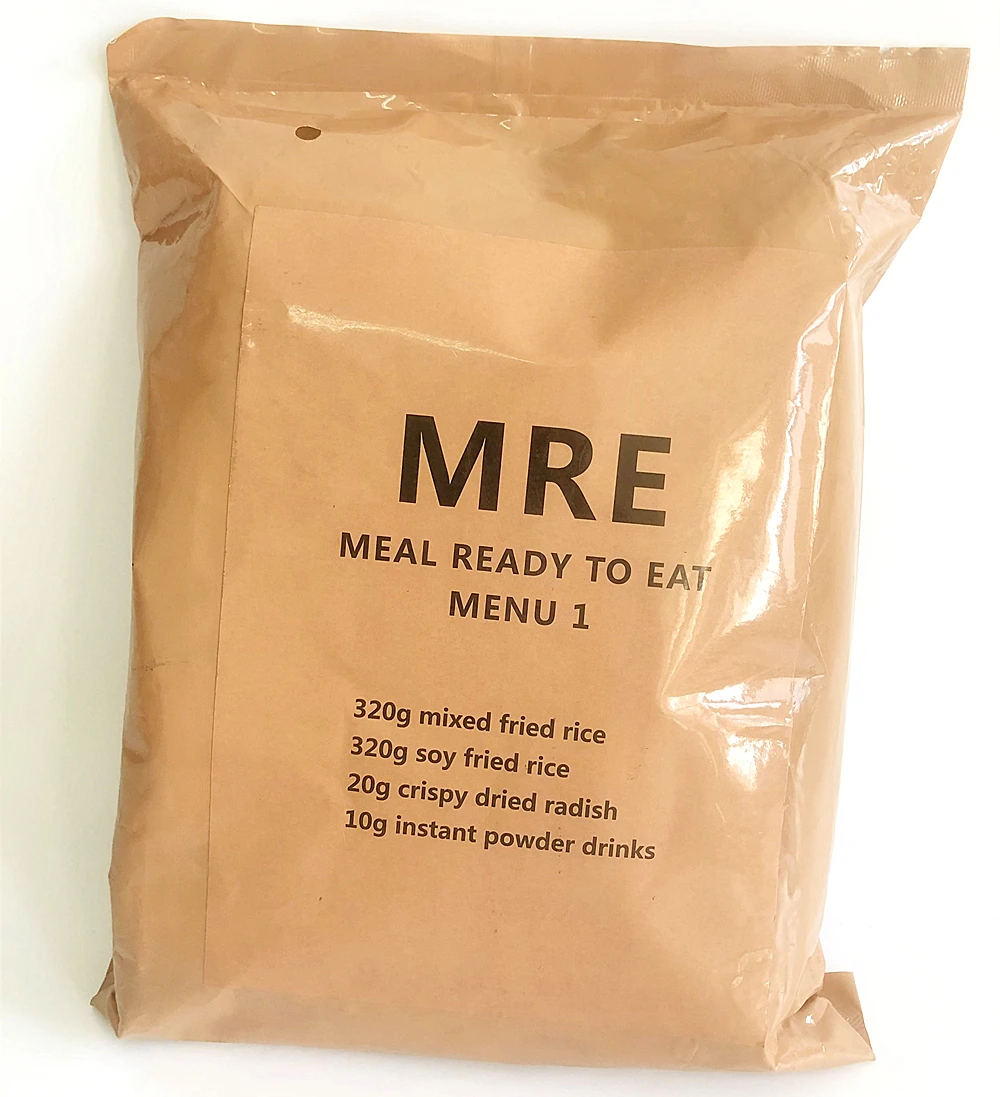 MRE
MEAL READY TO EAT
MENU 1
320g mixed fried rice
320g soy fried rice
20g crispy dried radish
10g instant powder drinks